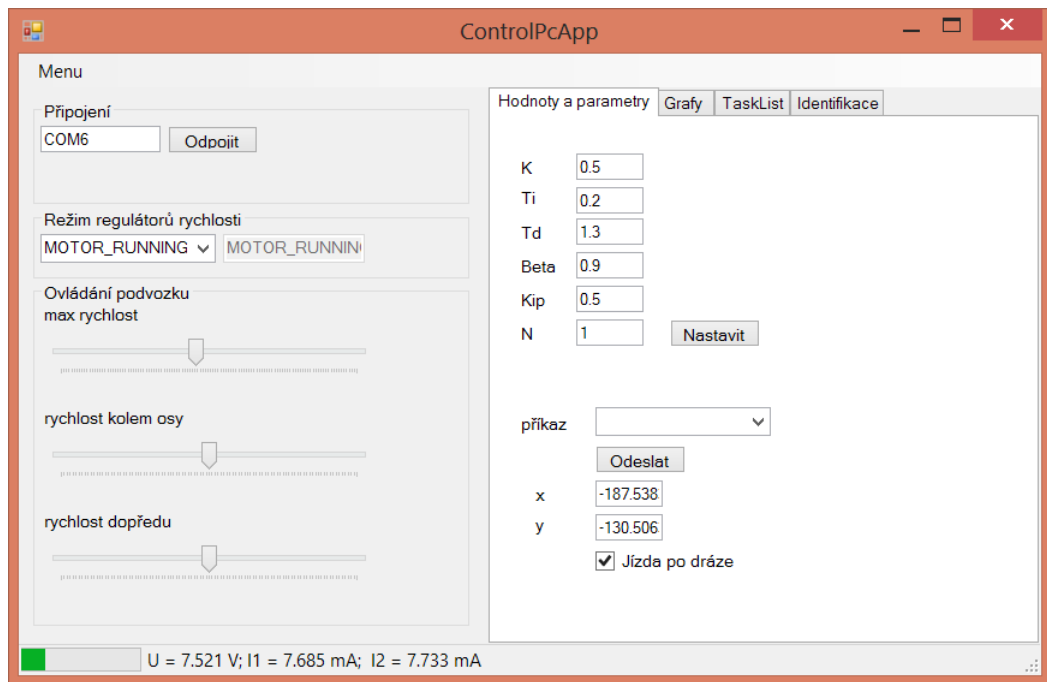 ControlPcApp
Menu
Připojení
COM6
Odpojit
Režim regulátorů rychlosti
MOTOR_RUNNING
MOTOR_RUNNIN
Ovládání podvozku
max rychlost
rychlost kolem osy
rychlost dopředu
Hodnoty a parametry
Grafy
TaskList
Identifikace
K 0.5
Ti 0.2
Td 1.3
Beta 0.9
Kip 0.5
N 1
Nastavit
příkaz
Odeslat
x -187.538
y -130.506
Jízda po dráze
U = 7.521 V; I1 = 7.685 mA; I2 = 7.733 mA